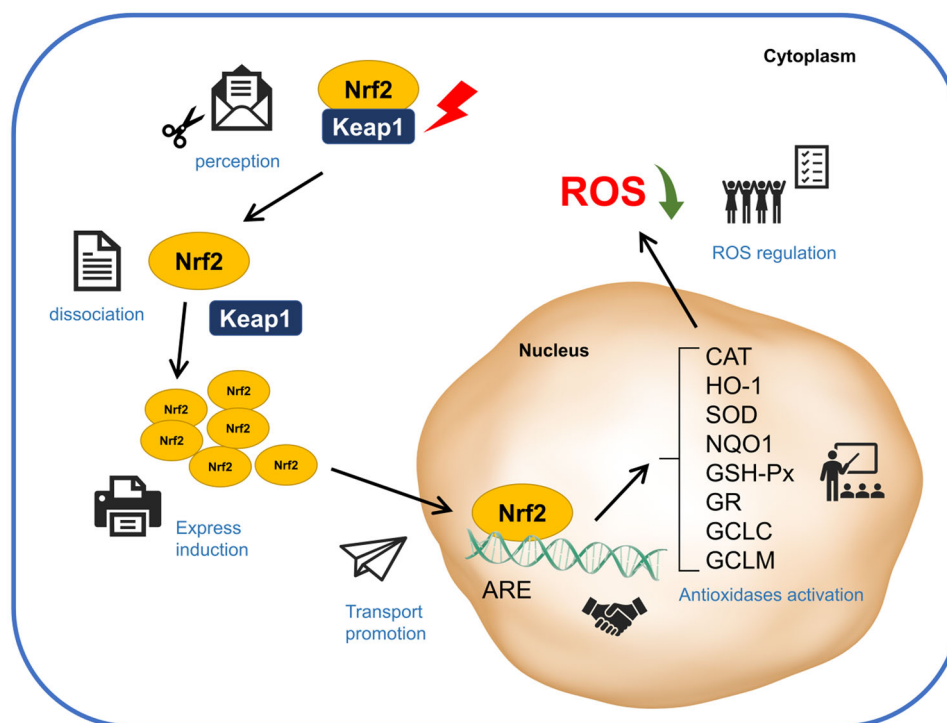 Cytoplasm
Nrf2
Keap1
perception
Nrf2
Keap1
dissociation
Nrf2
Nrf2
Nrf2
Nrf2
Nrf2
Nrf2
Express
induction
Transport
promotion
Nucleus
Nrf2
ARE
CAT
HO-1
SOD
NQO1
GSH-Px
GR
GCLC
GCLM
Antioxidases activation
ROS
ROS regulation